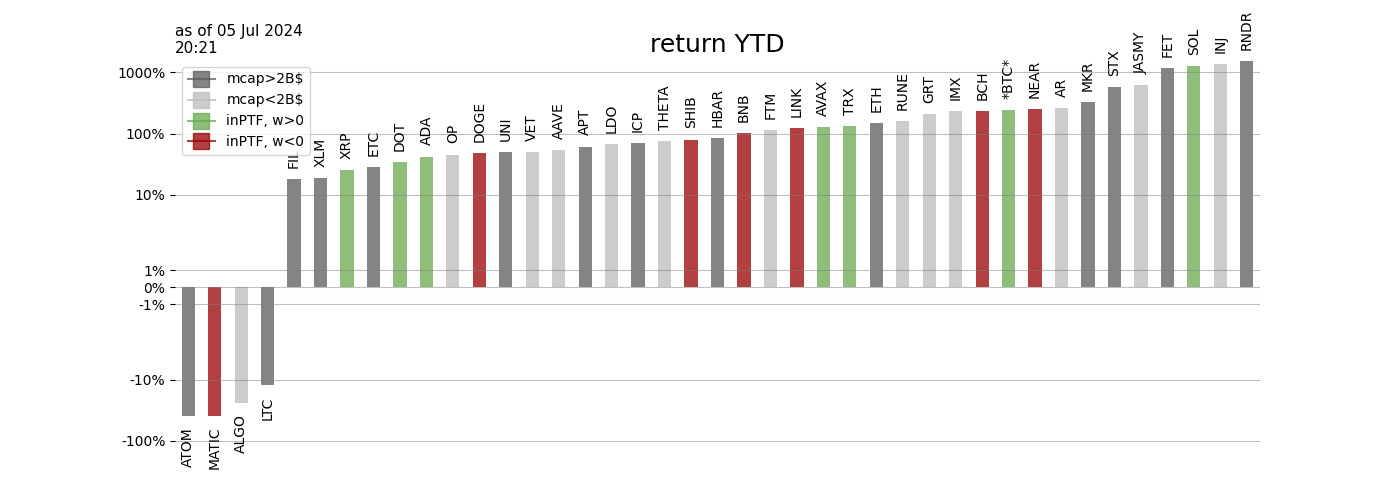 as of 05 Jul 2024
20:21
return YTD
mcap>2B$
mcap<2B$
inPTF, w>0
inPTF, w<0
1000%
100%
10%
1%
0%
-1%
-10%
-100%
ATOM
MATIC
ALGO
LTC
XLM
XRP
ETC
DOT
ADA
OP
DOGE
UNI
VET
AAVE
APT
LDO
ICP
THETA
SHIB
HBAR
BNB
FTM
LINK
AVAX
TRX
ETH
RUNE
GRT
IMX
BCH
*BTC*
NEAR
AR
MKR
STX
JASMY
FET
SOL
INJ
RNDR